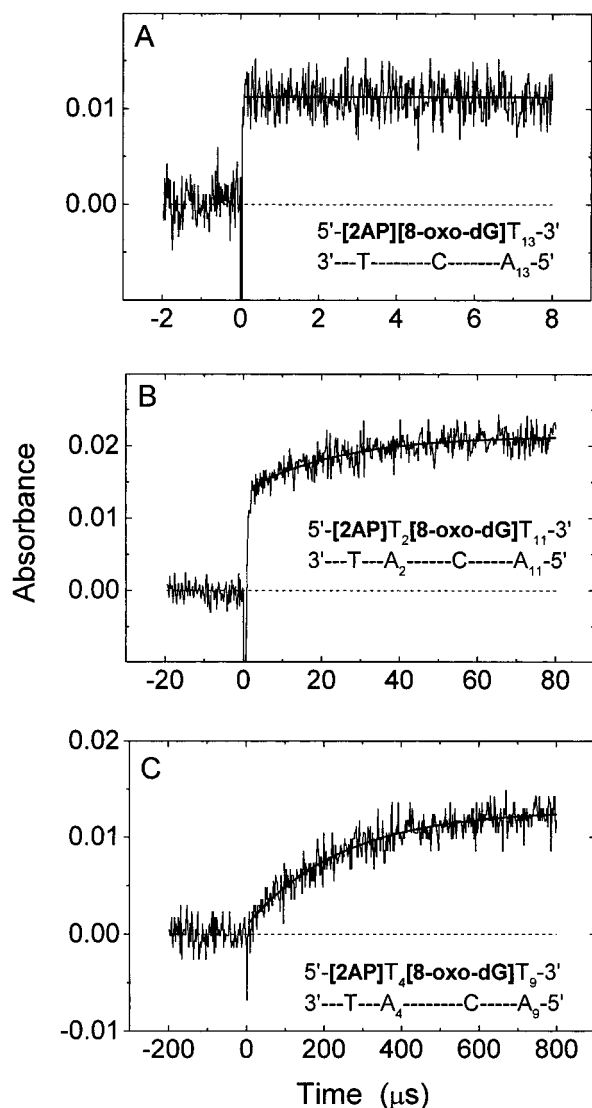 A
0.01
0.00
5'-[2AP][8-oxo-dG]T13-3'
3'---T-------C------A13-5'
-2 0 2 4 6 8
B
0.02
0.01
0.00
5'-[2AP]T2[8-oxo-dG]T11-3'
3'---T---A2------C------A11-5'
-20 0 20 40 60 80
Absorbance
C
0.02
0.01
0.00
-0.01
5'-[2AP]T4[8-oxo-dG]T9-3'
3'---T---A4-------C-----A9-5'
-200 0 200 400 600 800
Time (μs)